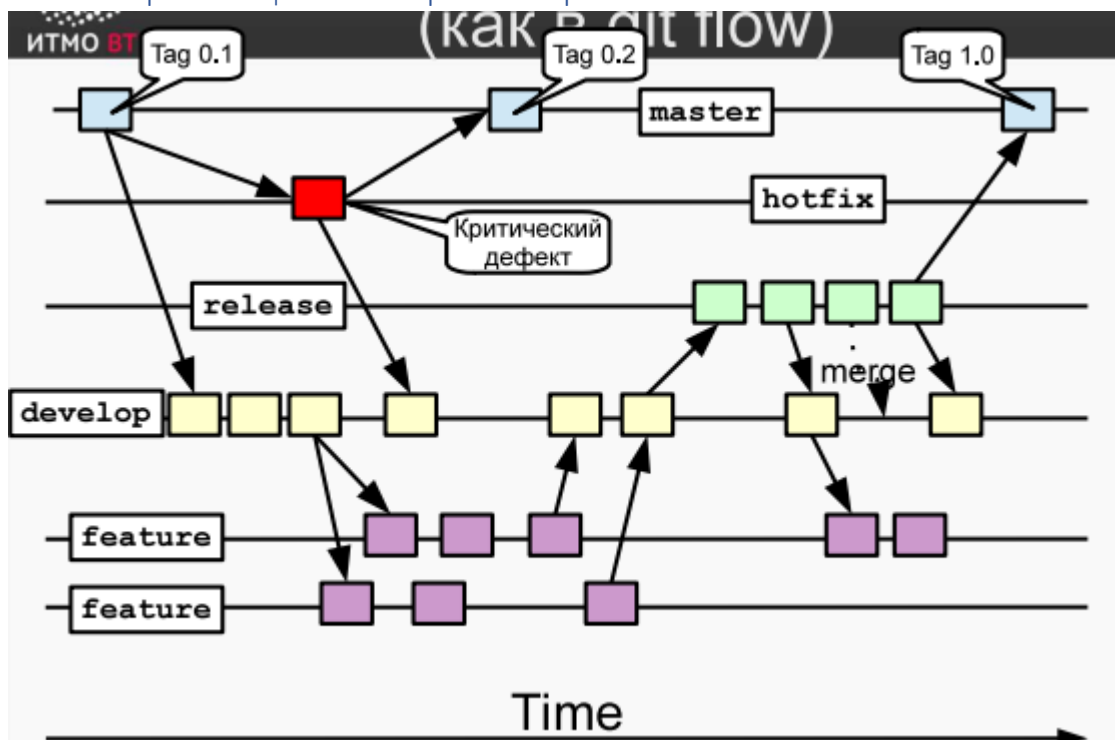 (как в git flow)
ИТМО ВТ
Tag 0.1
Tag 0.2
Tag 1.0
master
hotfix
Критический
дефект
release
merge
develop
feature
feature
Time